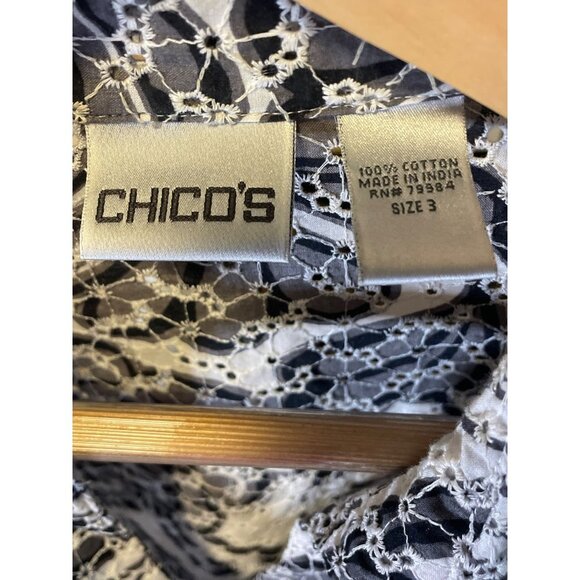 CHICO'S
100% COTTON
MADE IN INDIA
RN# 79984
SIZE 3